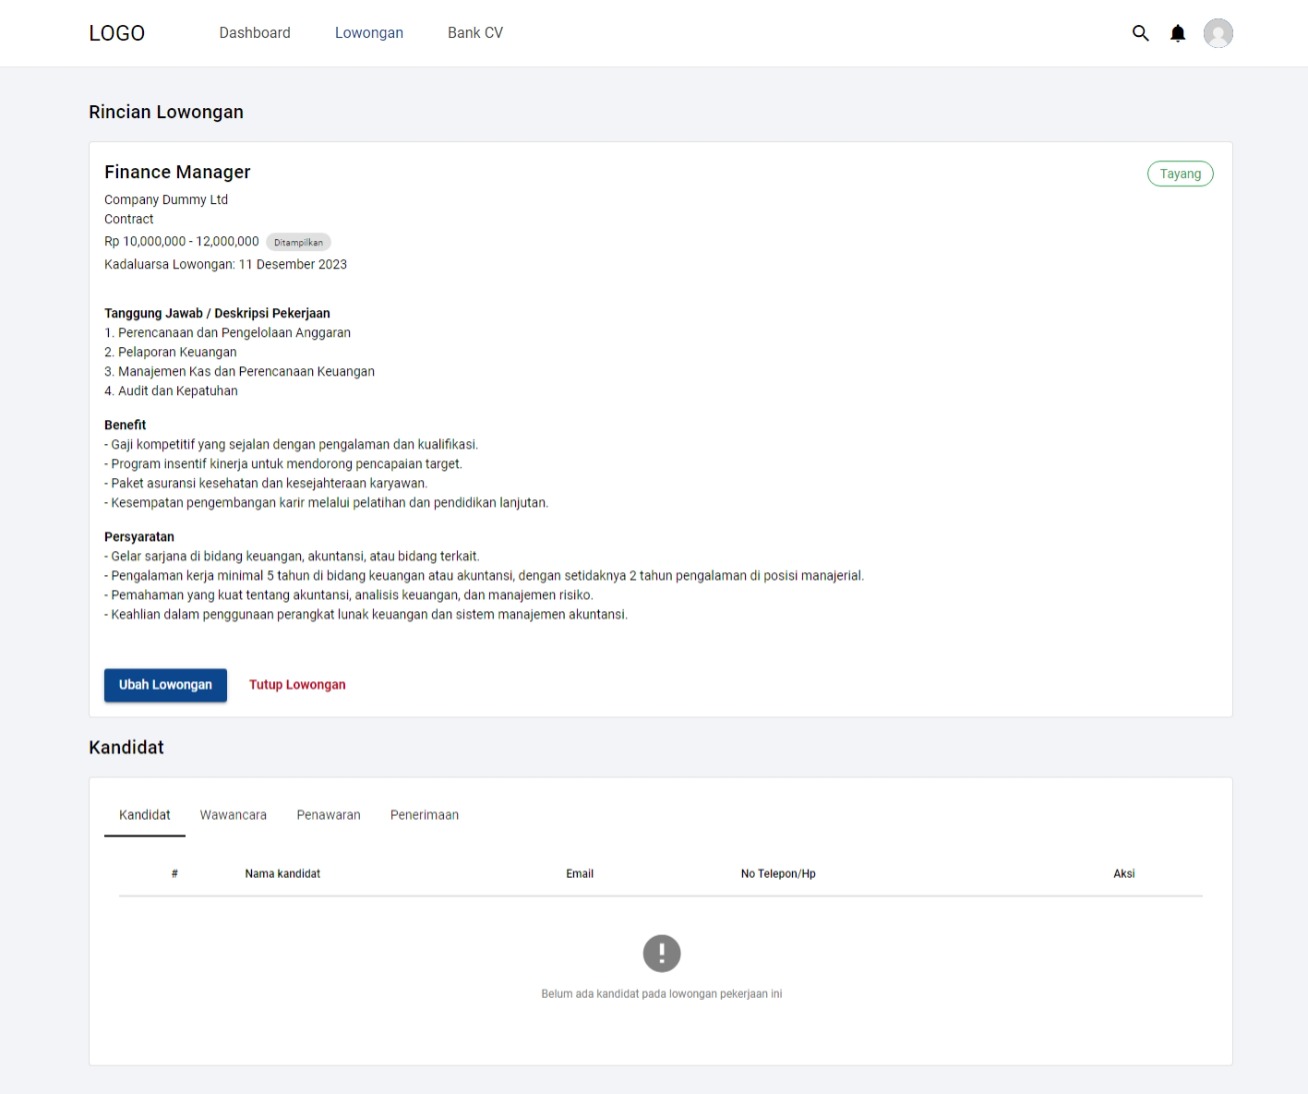 LOGO
Dashboard
Lowongan
Bank CV
Rincian Lowongan
Finance Manager
Tayang
Company Dummy Ltd
Contract
Rp 10,000,000 - 12,000,000 Ditampilkan
Kadaluarsa Lowongan: 11 Desember 2023
Tanggung Jawab / Deskripsi Pekerjaan
1. Perencanaan dan Pengelolaan Anggaran
2. Pelaporan Keuangan
3. Manajemen Kas dan Perencanaan Keuangan
4. Audit dan Kepatuhan
Benefit
- Gaji kompetitif yang sejalan dengan pengalaman dan kualifikasi.
- Program insentif kinerja untuk mendorong pencapaian target.
- Paket asuransi kesehatan dan kesejahteraan karyawan.
- Kesempatan pengembangan karir melalui pelatihan dan pendidikan lanjutan.
Persyaratan
- Gelar sarjana di bidang keuangan, akuntansi, atau bidang terkait.
- Pengalaman kerja minimal 5 tahun di bidang keuangan atau akuntansi, dengan setidaknya 2 tahun pengalaman di posisi manajerial.
- Pemahaman yang kuat tentang akuntansi, analisis keuangan, dan manajemen risiko.
- Keahlian dalam penggunaan perangkat lunak keuangan dan sistem manajemen akuntansi.
Ubah Lowongan
Tutup Lowongan
Kandidat
Kandidat
Wawancara
Penawaran
Penerimaan
# Nama kandidat Email No Telepon/Hp Aksi
Belum ada kandidat pada lowongan pekerjaan ini